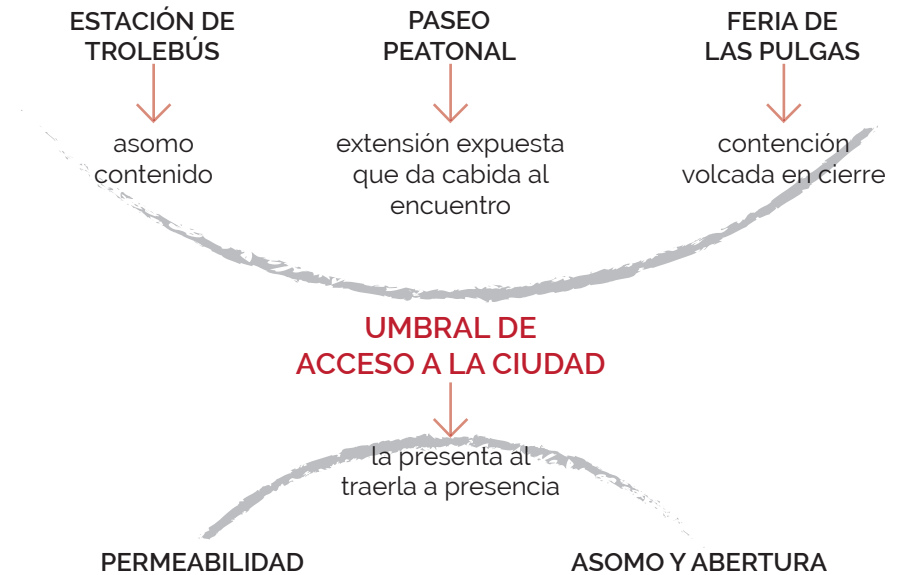 ESTACIÓN DE
TROLEBÚS
asomo
contenido
PASEO
PEATONAL
extensión expuesta
que da cabida al
encuentro
FERIA DE
LAS PULGAS
contención
volcada en cierre
UMBRAL DE
ACCESO A LA CIUDAD
la presenta al
traerla a presencia
PERMEABILIDAD
ASOMO Y ABERTURA